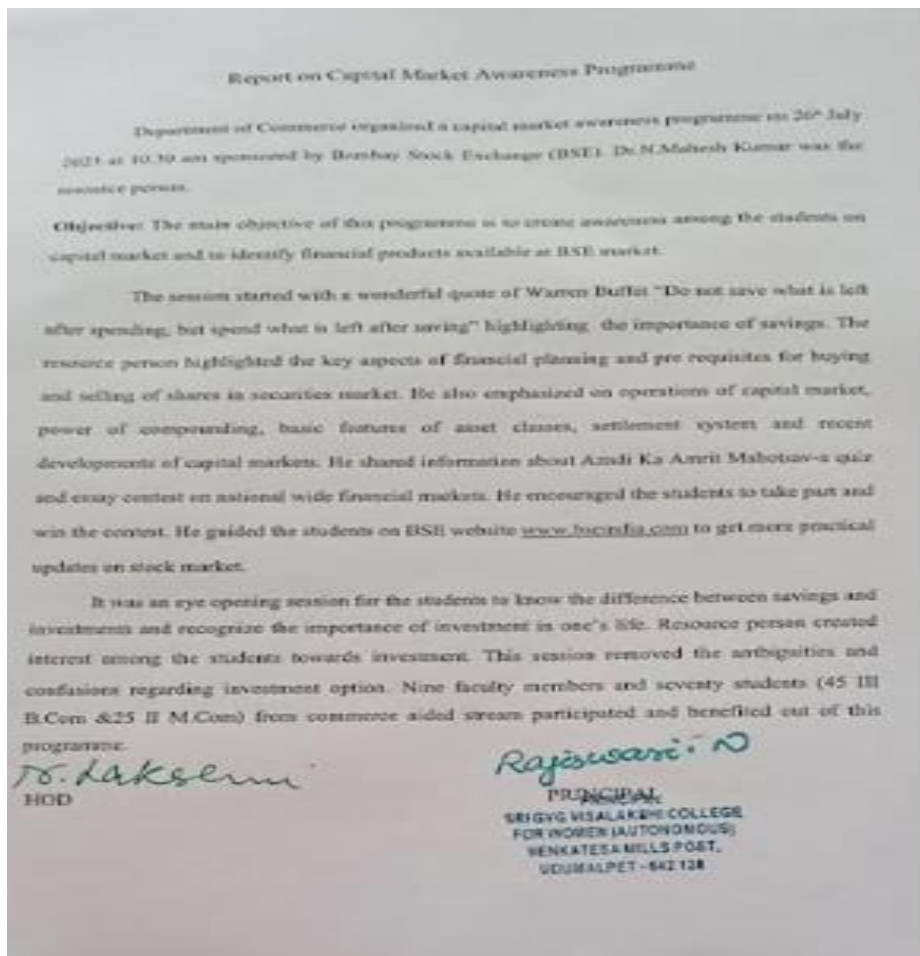 Report on Capital Market Awareness Programme
Department of Commerce organized a capital market awareness programme on 26th July
at 10.30 am sponsored by Bombay Stock Exchange (BSE). Dr.N.Mahesh Kumar was the
resource person.
Objective: The main objective of this programme is to create awareness among the students on
capital market and to identify financial products available at BSE market.
The session started with a wonderful quote of Warren Buffet “Do not save what is left
after spending, but spend what is left after saving” highlighting the importance of savings. The
resource person highlighted the key aspects of financial planning and pre requisites for buying
and selling of shares in securities market. He also emphasized on operations of capital market,
power of compounding, basic features of asset classes, settlement system and recent
developments of capital markets. He shared information about Azadi Ka Amrit Mahotsav-a quiz
and essay contest on national wide financial markets. He encouraged the students to take part and
win the contest. He guided the students on BSE website www.bseindia.com to get more practical
updates on stock market.
It was an eye opening session for the students to know the difference between savings and
investments and recognize the importance of investment in one's life. Resource person created
interest among the students towards investment. This session removed the ambiguities and
confusions regarding investment option. Nine faculty members and seventy students (45 III
B.Com &25 II M.Com) from commerce aided stream participated and benefited out of this
programme.
N. Lakshmi
HOD
Rajeswari. N
PRINCIPAL
SRI GVG VISALAKSHI COLLEGE
FOR WOMEN (AUTONOMOUS)
VENKATESA MILLS POST,
UDUMALPET - 642 128